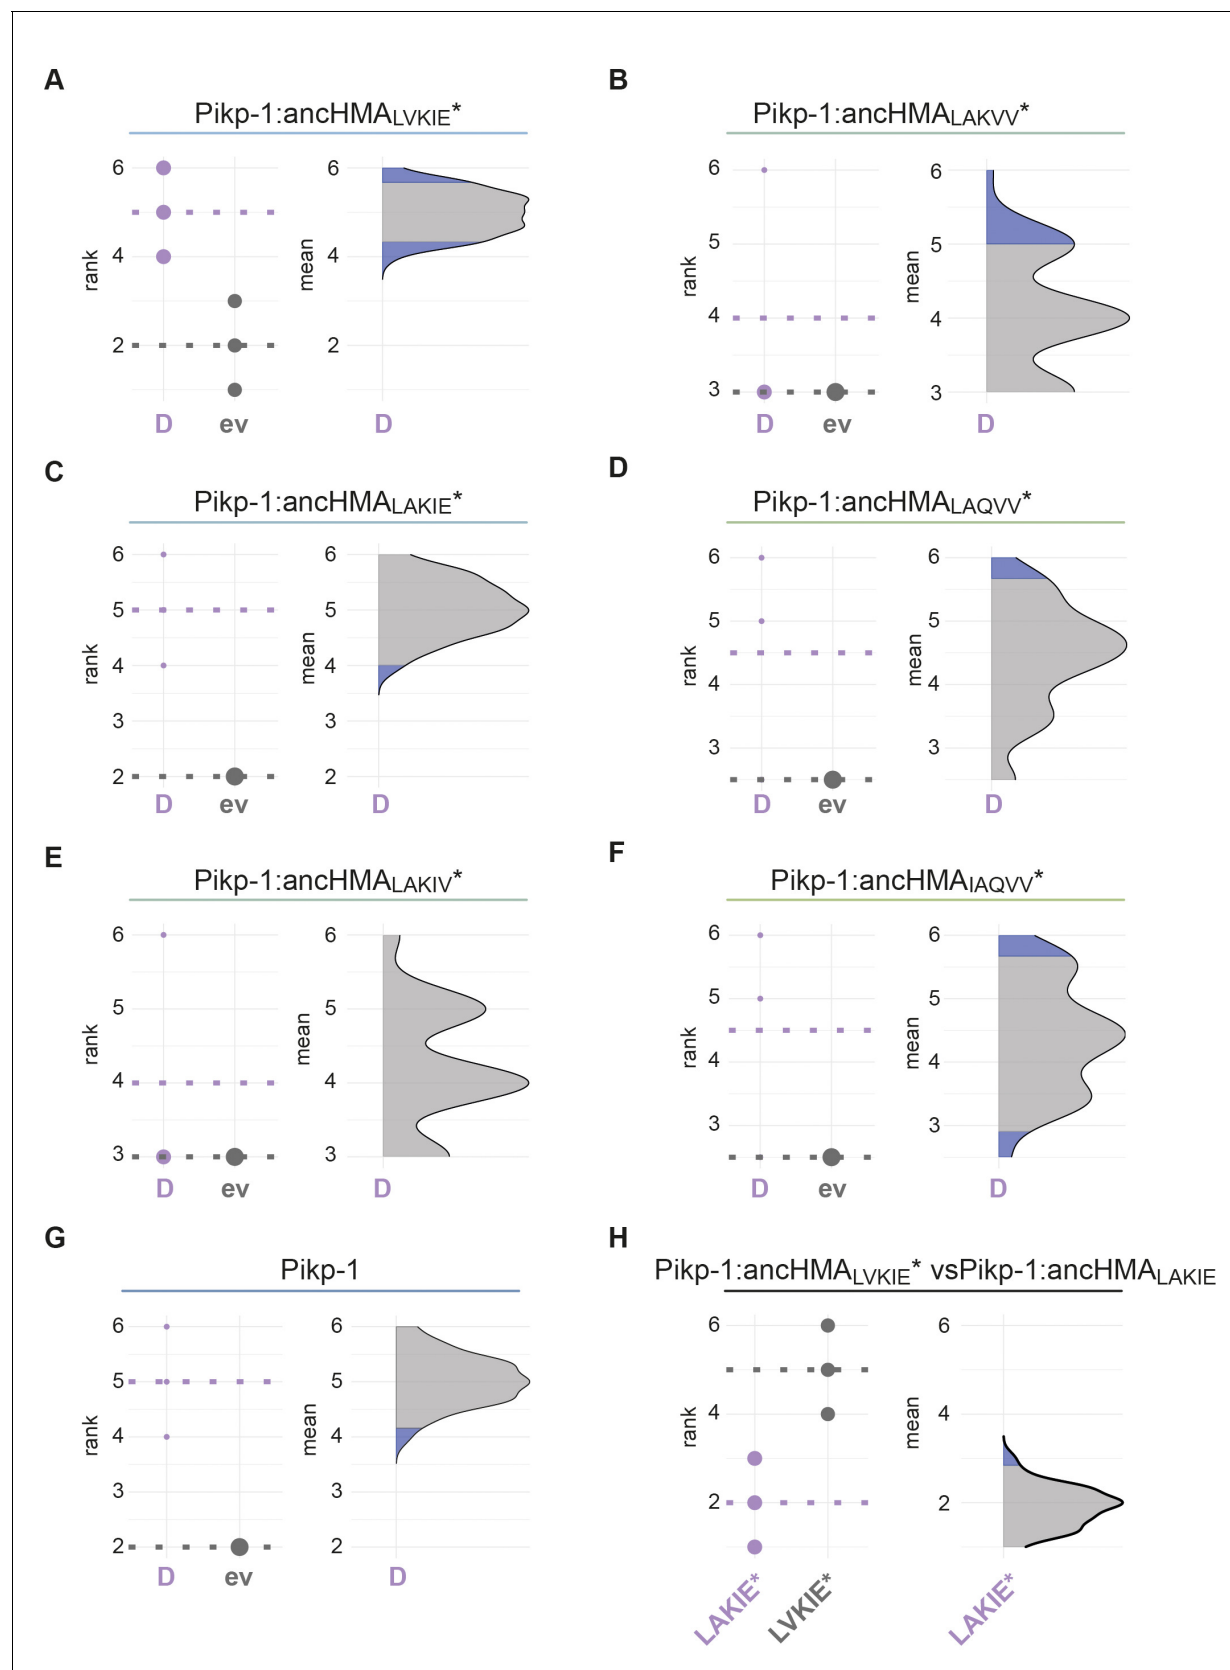 A
Pikp-1:ancHMALVKIE*
6
4
2
rank
D
ev
6
4
2
mean
D
B
Pikp-1:ancHMALAKVV*
6
5
4
3
rank
D
ev
6
5
4
3
mean
D
C
Pikp-1:ancHMALAKIE*
6
5
4
3
2
rank
D
ev
6
5
4
3
2
mean
D
D
Pikp-1:ancHMALAQVV*
6
5
4
3
rank
D
ev
6
5
4
3
mean
D
E
Pikp-1:ancHMALAKIV*
6
5
4
3
rank
D
ev
6
5
4
3
mean
D
F
Pikp-1:ancHMAIAQVV*
6
5
4
3
rank
D
ev
6
5
4
3
mean
D
G
Pikp-1
6
5
4
3
2
rank
D
ev
6
5
4
3
2
mean
D
H
Pikp-1:ancHMALVKIE* vsPikp-1:ancHMALAKIE
6
4
2
rank
LAKIE*
LVKIE*
6
4
2
mean
LAKIE*